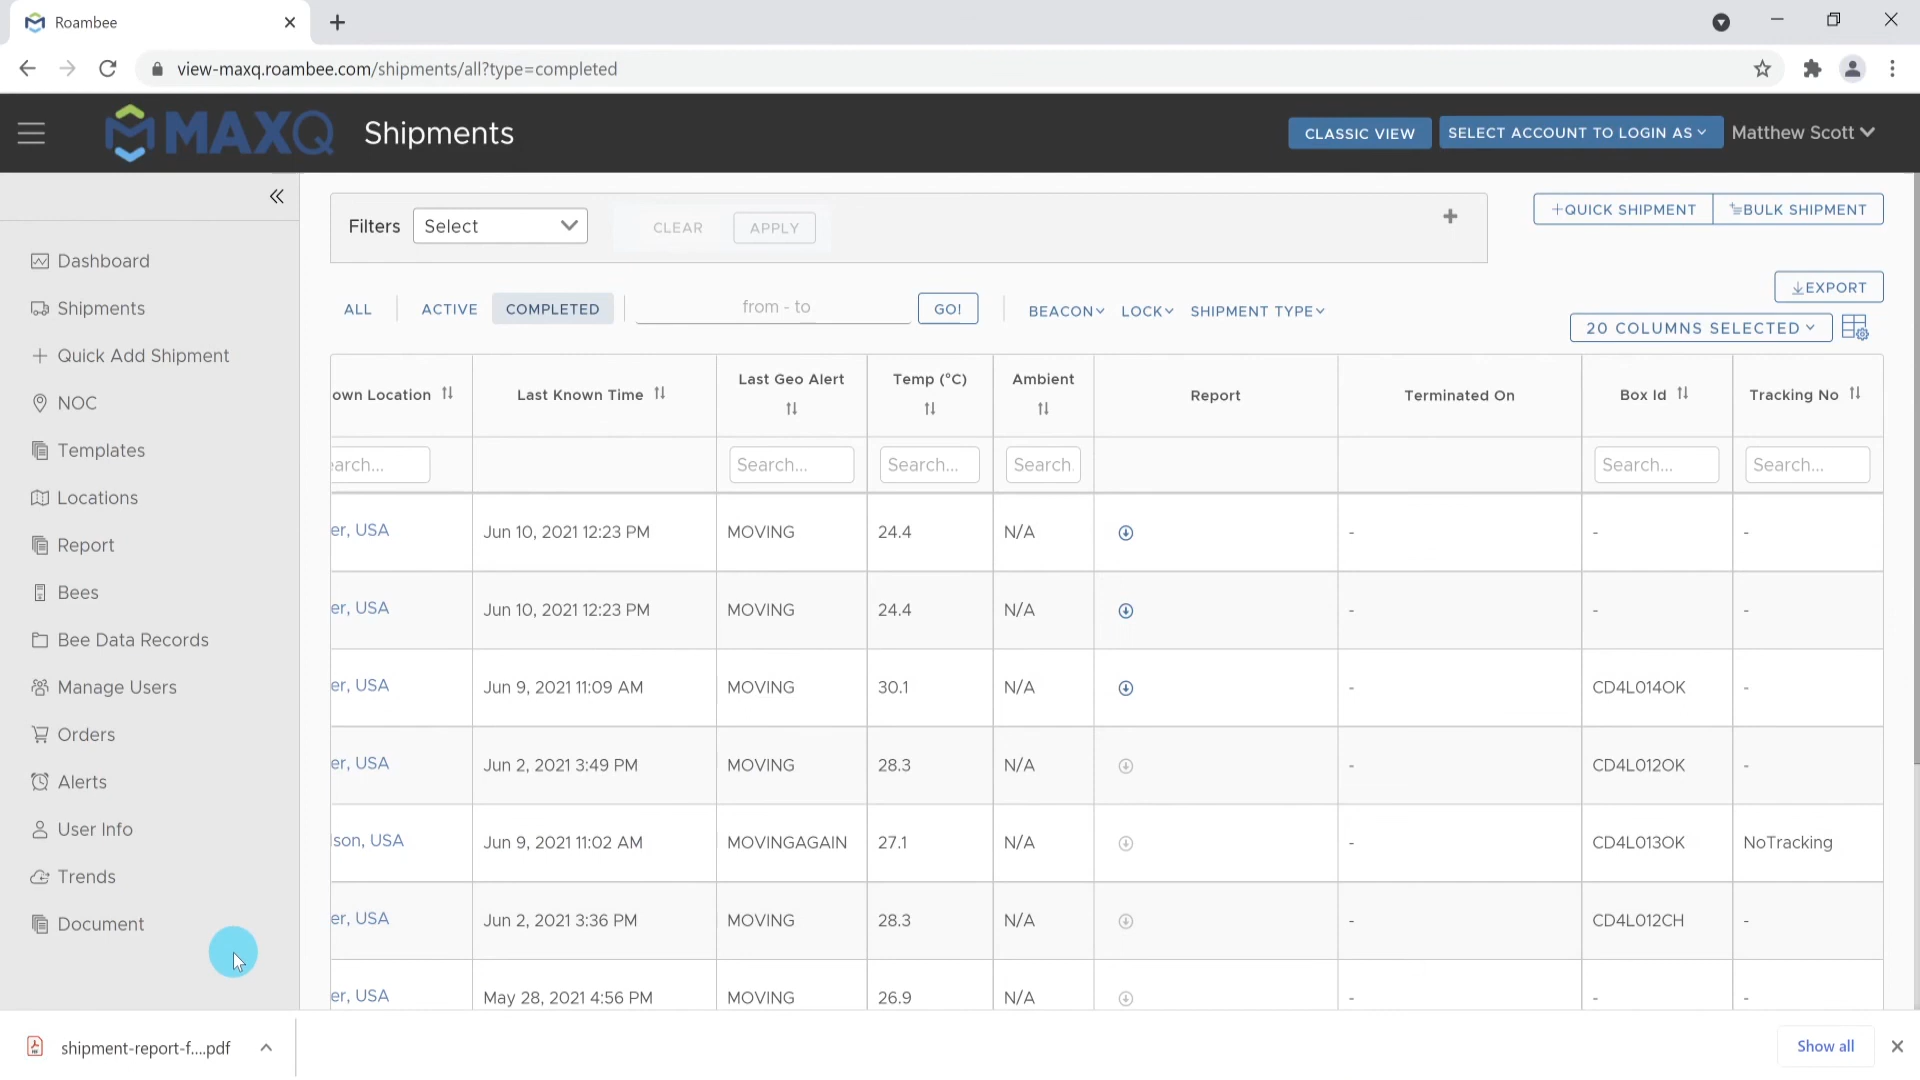 Roambee
view-maxq.roambee.com/shipments/all?type=completed
MAXQ
Shipments
CLASSIC VIEW
SELECT ACCOUNT TO LOGIN AS
Matthew Scott
Dashboard
Shipments
Quick Add Shipment
NOC
Templates
Locations
Report
Bees
Bee Data Records
Manage Users
Orders
Alerts
User Info
Trends
Document
Filters Select CLEAR APPLY +
+QUICK SHIPMENT BULK SHIPMENT
EXPORT
ALL ACTIVE COMPLETED from - to GO! BEACON LOCK SHIPMENT TYPE
20 COLUMNS SELECTED
own Location Last Known Time Last Geo Alert Temp (°C) Ambient Report Terminated On Box Id Tracking No
earch... Search... Search... Search Search... Search...
er, USA Jun 10, 2021 12:23 PM MOVING 24.4 N/A - - -
er, USA Jun 10, 2021 12:23 PM MOVING 24.4 N/A - - -
er, USA Jun 9, 2021 11:09 AM MOVING 30.1 N/A - CD4L014OK -
er, USA Jun 2, 2021 3:49 PM MOVING 28.3 N/A - CD4L012OK -
lson, USA Jun 9, 2021 11:02 AM MOVINGAGAIN 27.1 N/A - CD4L013OK NoTracking
er, USA Jun 2, 2021 3:36 PM MOVING 28.3 N/A - CD4L012CH -
er, USA May 28, 2021 4:56 PM MOVING 26.9 N/A - - -
shipment-report-f....pdf
Show all